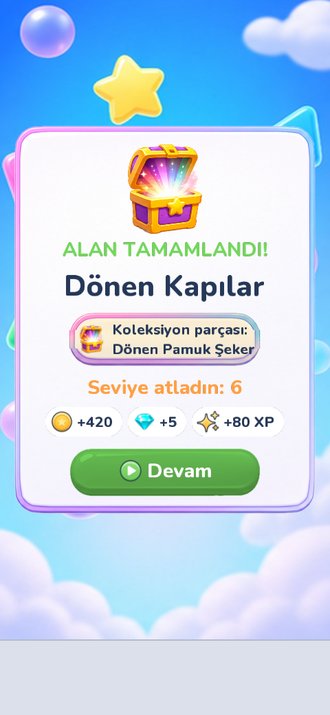 ALAN TAMAMLANDI!
Dönen Kapılar
Koleksiyon parçası:
Dönen Pamuk Şeker
Seviye atladın: 6
+420 +5 +80 XP
Devam